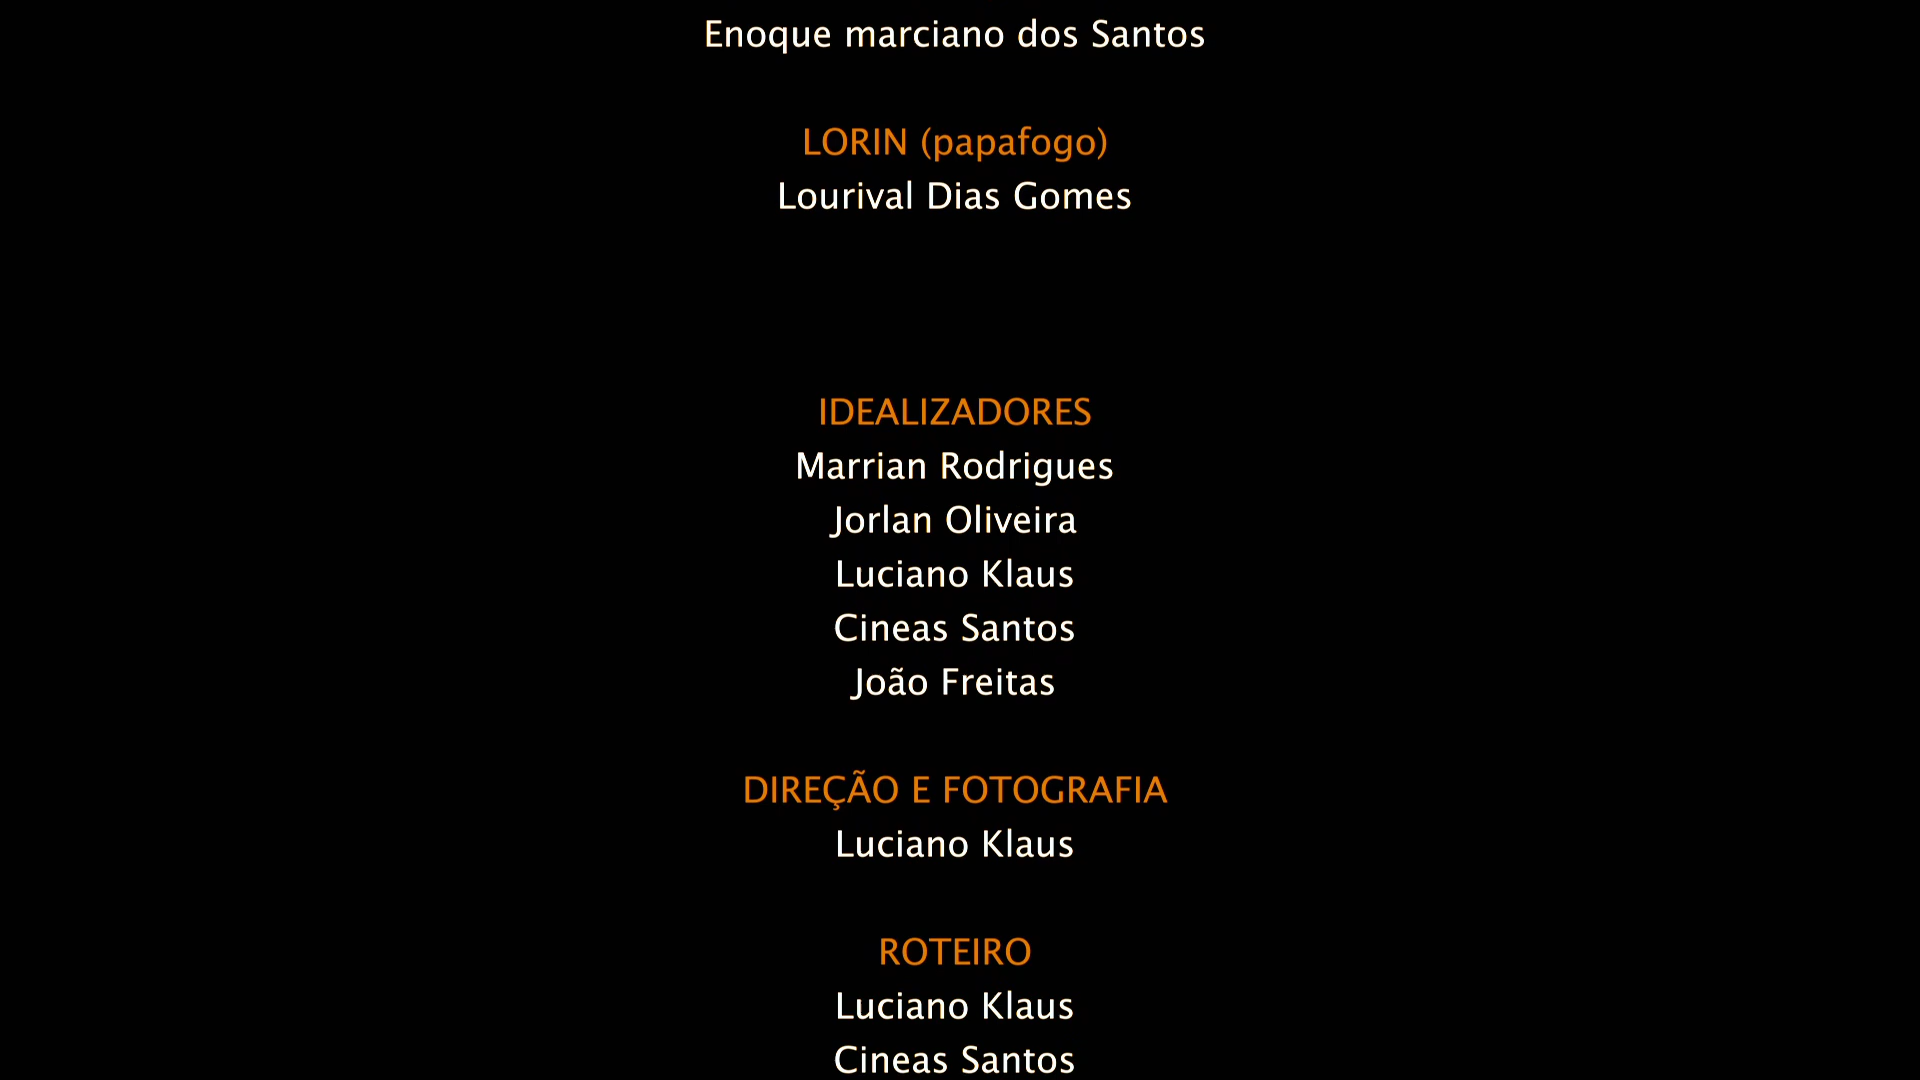 Enoque marciano dos Santos
LORIN (papafogo)
Lourival Dias Gomes
IDEALIZADORES
Marrian Rodrigues
Jorlan Oliveira
Luciano Klaus
Cineas Santos
João Freitas
DIREÇÃO E FOTOGRAFIA
Luciano Klaus
ROTEIRO
Luciano Klaus
Cineas Santos